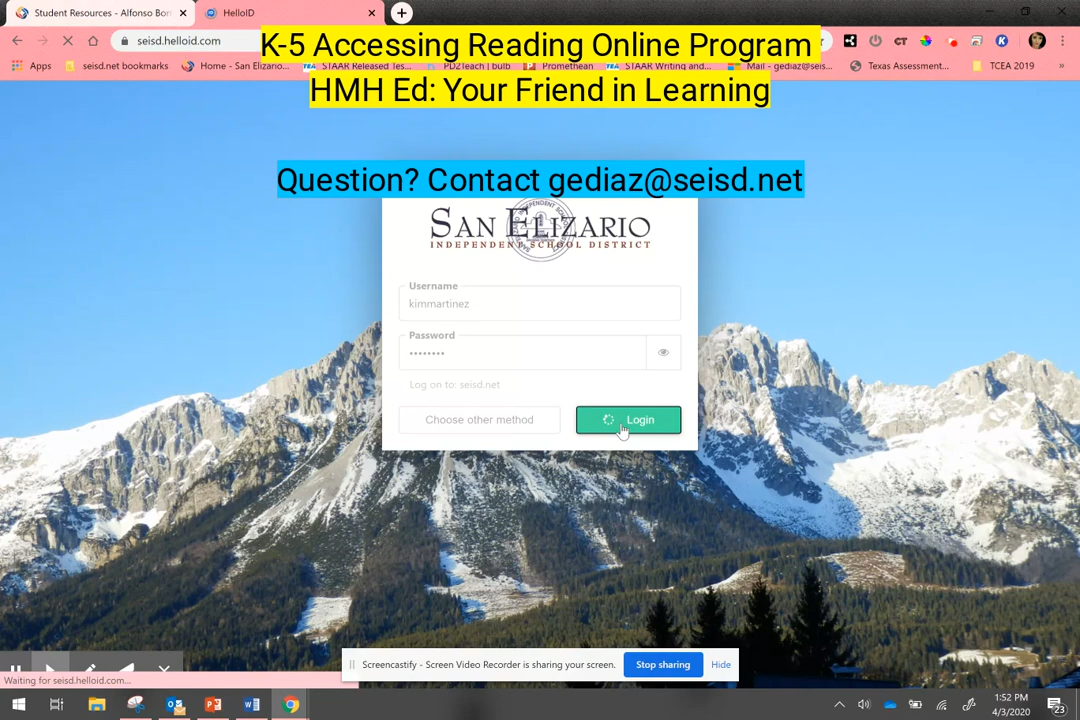 Student Resources - Alfonso Bor
HelloID
seisd.helloid.com
K-5 Accessing Reading Online Program
Apps
seisd.net bookmarks
Home - San Elizario...
TEA STAAR Released Tes...
PD2Teach | bulb
Promethean
TEA STAAR Writing and...
Mail - gediaz@seis...
Texas Assessment...
TCEA 2019
»
HMH Ed: Your Friend in Learning
Question? Contact gediaz@seisd.net
SAN ELIZARIO
INDEPENDENT SCHOOL DISTRICT
Username
kimmartinez
Password
••••••••
Log on to: seisd.net
Choose other method
Login
Screencastify - Screen Video Recorder is sharing your screen.
Stop sharing
Hide
Waiting for seisd.helloid.com...
1:52 PM
4/3/2020
23